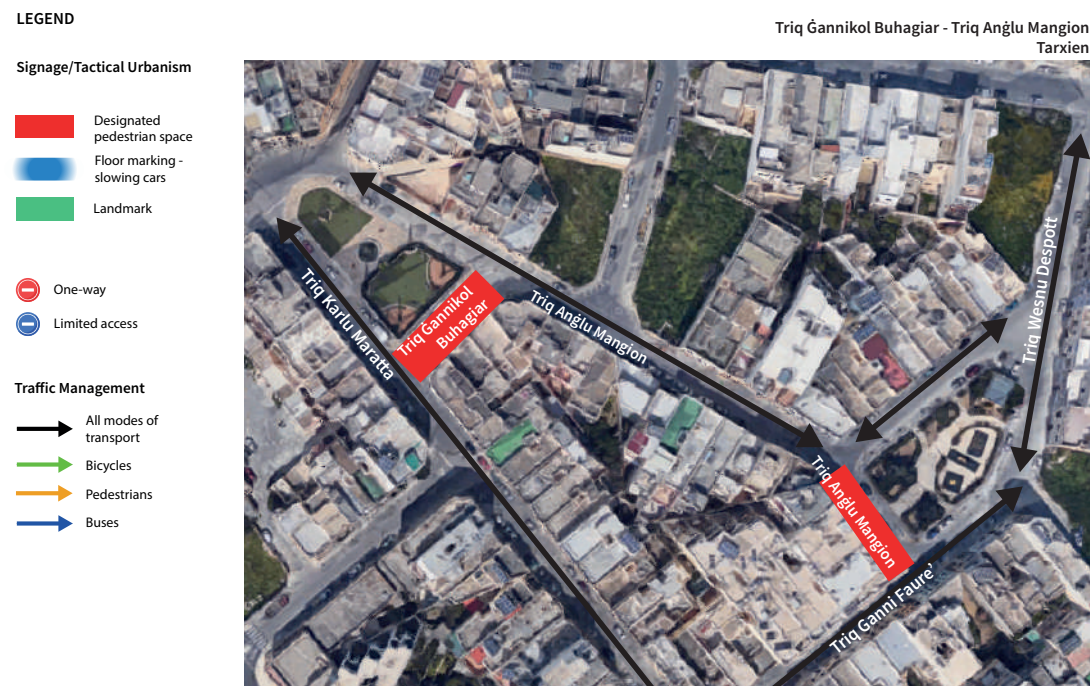 LEGEND
Triq Ġannikol Buhagiar - Triq Anġlu Mangion
Tarxien
Signage/Tactical Urbanism
Designated
pedestrian space
Floor marking -
slowing cars
Landmark
One-way
Limited access
Traffic Management
All modes of
transport
Bicycles
Pedestrians
Buses
Triq Karlu Maratta
Triq Ġannikol
Buhagiar
Triq Anġlu Mangion
Triq Wesnu Despott
Triq Anġlu Mangion
Triq Ganni Faure'